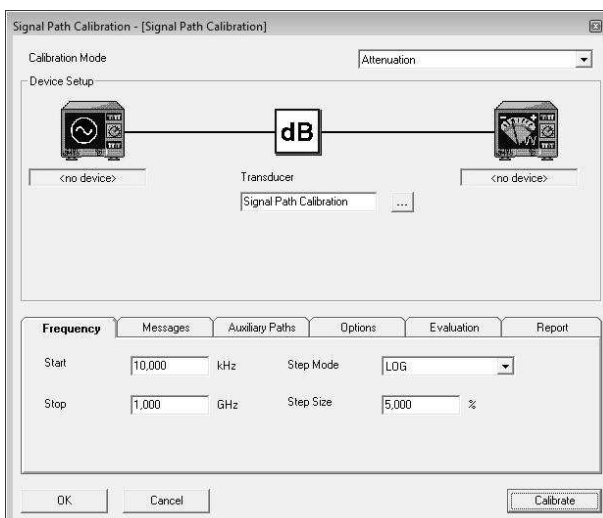 Signal Path Calibration - [Signal Path Calibration]
Calibration Mode
Attenuation
Device Setup
dB
<no device>
Transducer
<no device>
Signal Path Calibration
...
Frequency
Messages
Auxiliary Paths
Options
Evaluation
Report
Start
10,000
kHz
Step Mode
LOG
Stop
1,000
GHz
Step Size
5,000
%
OK
Cancel
Calibrate